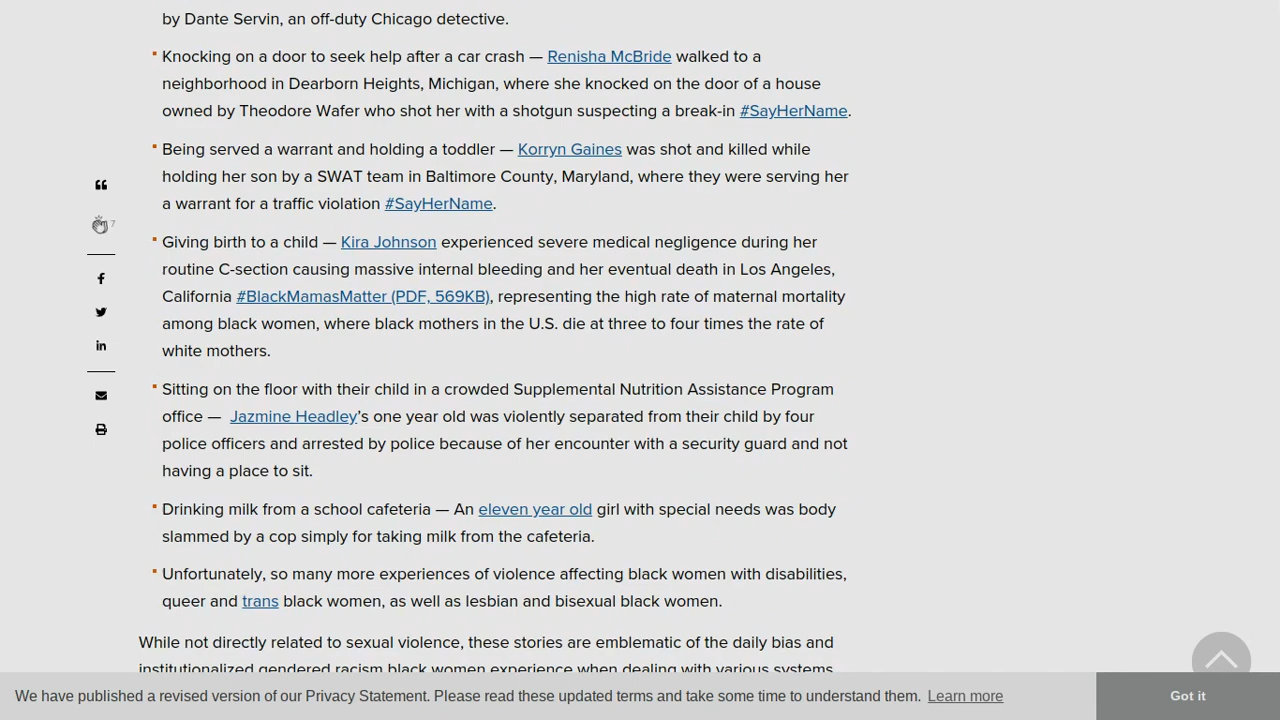 by Dante Servin, an off-duty Chicago detective.
Knocking on a door to seek help after a car crash — Renisha McBride walked to a
neighborhood in Dearborn Heights, Michigan, where she knocked on the door of a house
owned by Theodore Wafer who shot her with a shotgun suspecting a break-in #SayHerName.
Being served a warrant and holding a toddler — Korryn Gaines was shot and killed while
holding her son by a SWAT team in Baltimore County, Maryland, where they were serving her
a warrant for a traffic violation #SayHerName.
7
Giving birth to a child — Kira Johnson experienced severe medical negligence during her
routine C-section causing massive internal bleeding and her eventual death in Los Angeles,
California #BlackMamasMatter (PDF, 569KB), representing the high rate of maternal mortality
among black women, where black mothers in the U.S. die at three to four times the rate of
white mothers.
Sitting on the floor with their child in a crowded Supplemental Nutrition Assistance Program
office — Jazmine Headley’s one year old was violently separated from their child by four
police officers and arrested by police because of her encounter with a security guard and not
having a place to sit.
Drinking milk from a school cafeteria — An eleven year old girl with special needs was body
slammed by a cop simply for taking milk from the cafeteria.
Unfortunately, so many more experiences of violence affecting black women with disabilities,
queer and trans black women, as well as lesbian and bisexual black women.
While not directly related to sexual violence, these stories are emblematic of the daily bias and
institutionalized gendered racism black women experience when dealing with various systems
We have published a revised version of our Privacy Statement. Please read these updated terms and take some time to understand them. Learn more
Got it